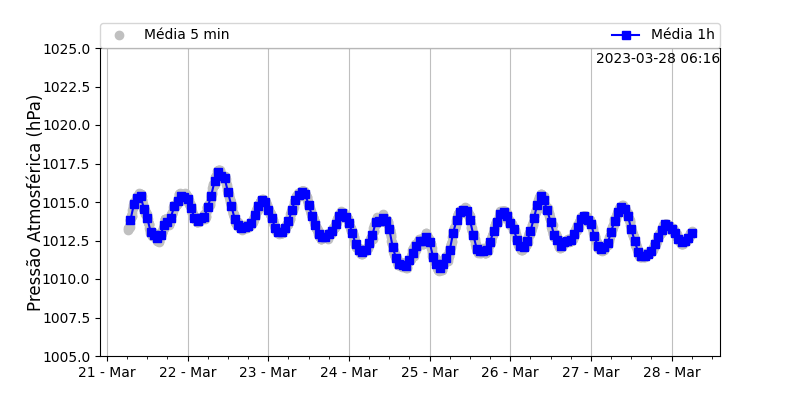 Média 5 min
Média 1h
2023-03-28 06:16
Pressão Atmosférica (hPa)
1025.0
1022.5
1020.0
1017.5
1015.0
1012.5
1010.0
1007.5
1005.0
21 - Mar
22 - Mar
23 - Mar
24 - Mar
25 - Mar
26 - Mar
27 - Mar
28 - Mar